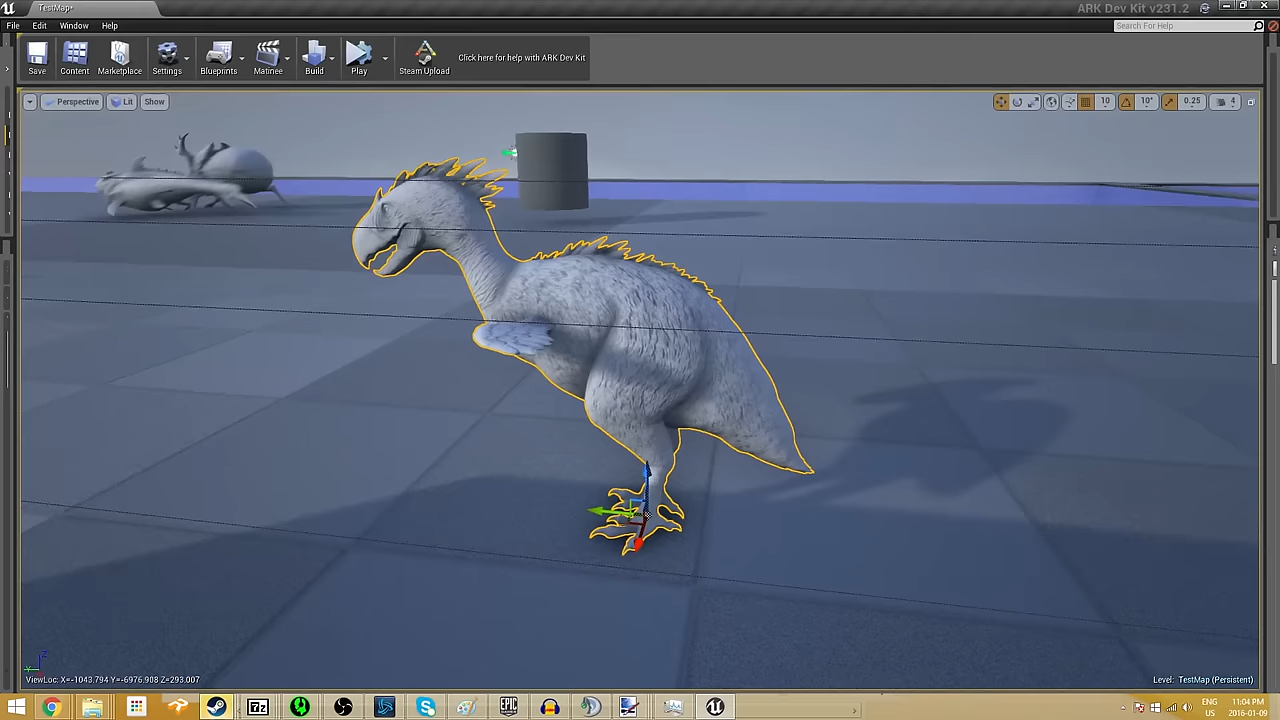 TestMap*
ARK Dev Kit v231.2
File Edit Window Help
Search For Help
Save Content Marketplace Settings Blueprints Matinee Build Play Steam Upload Click here for help with ARK Dev Kit
Perspective Lit Show
10 10° 0.25 4
ViewLoc: X=-1043.794 Y=-6976.908 Z=293.007
Level: TestMap (Persistent)
7z
EPIC GAMES
ENG 11:04 PM
US 2016-01-09